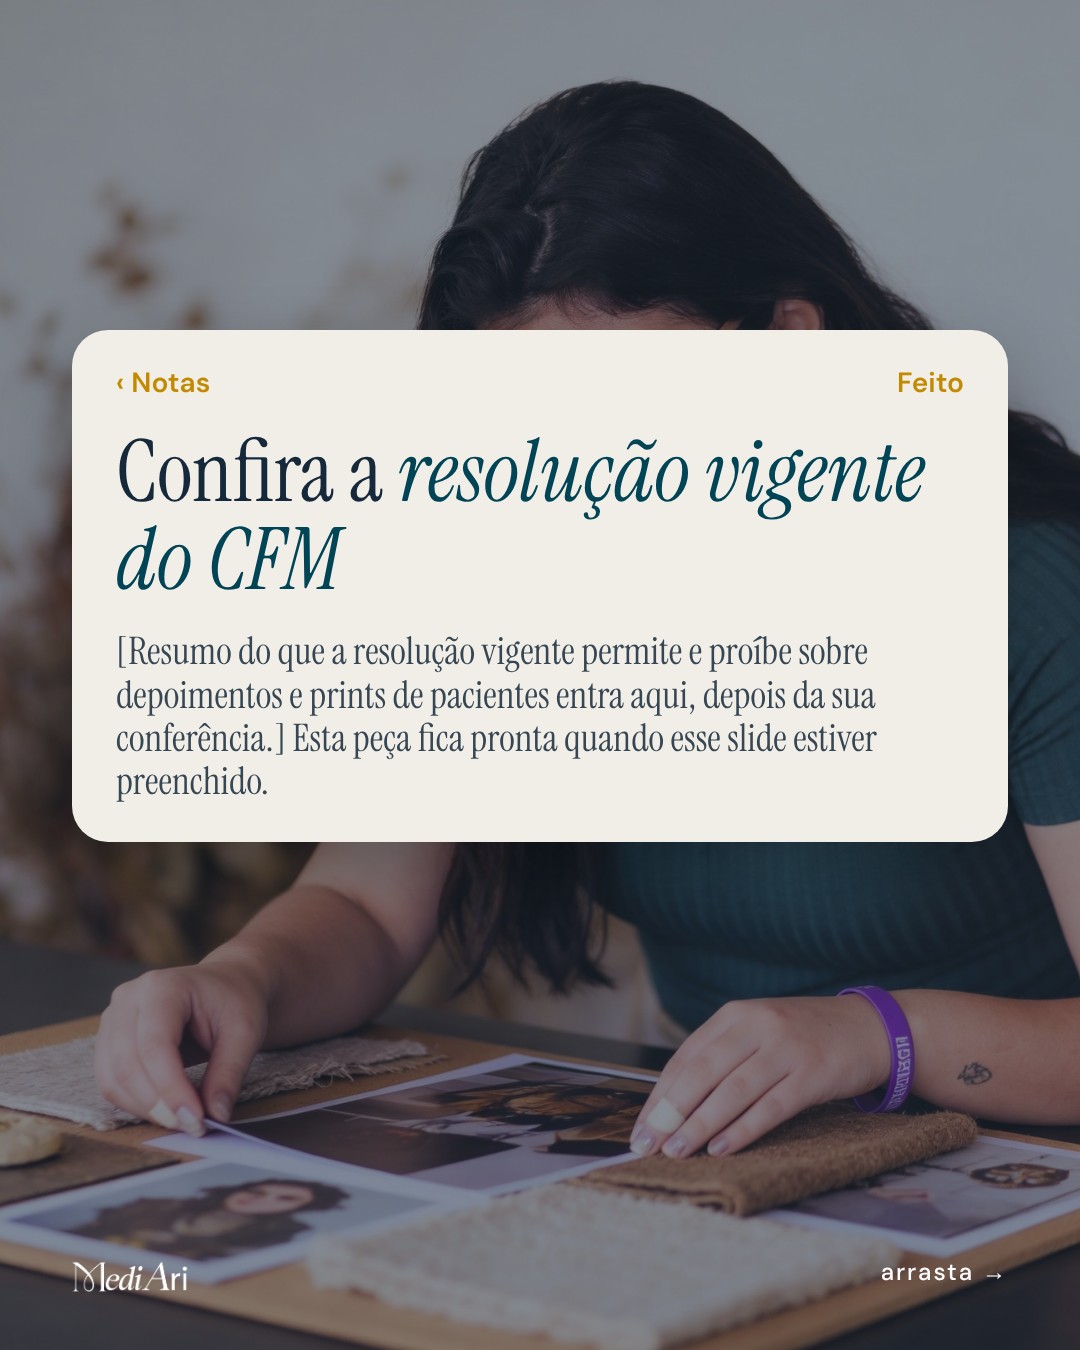 ‹ Notas
Feito
Confira a resolução vigente
do CFM
[Resumo do que a resolução vigente permite e proíbe sobre
depoimentos e prints de pacientes entra aqui, depois da sua
conferência.] Esta peça fica pronta quando esse slide estiver
preenchido.
MediAri
arrasta →